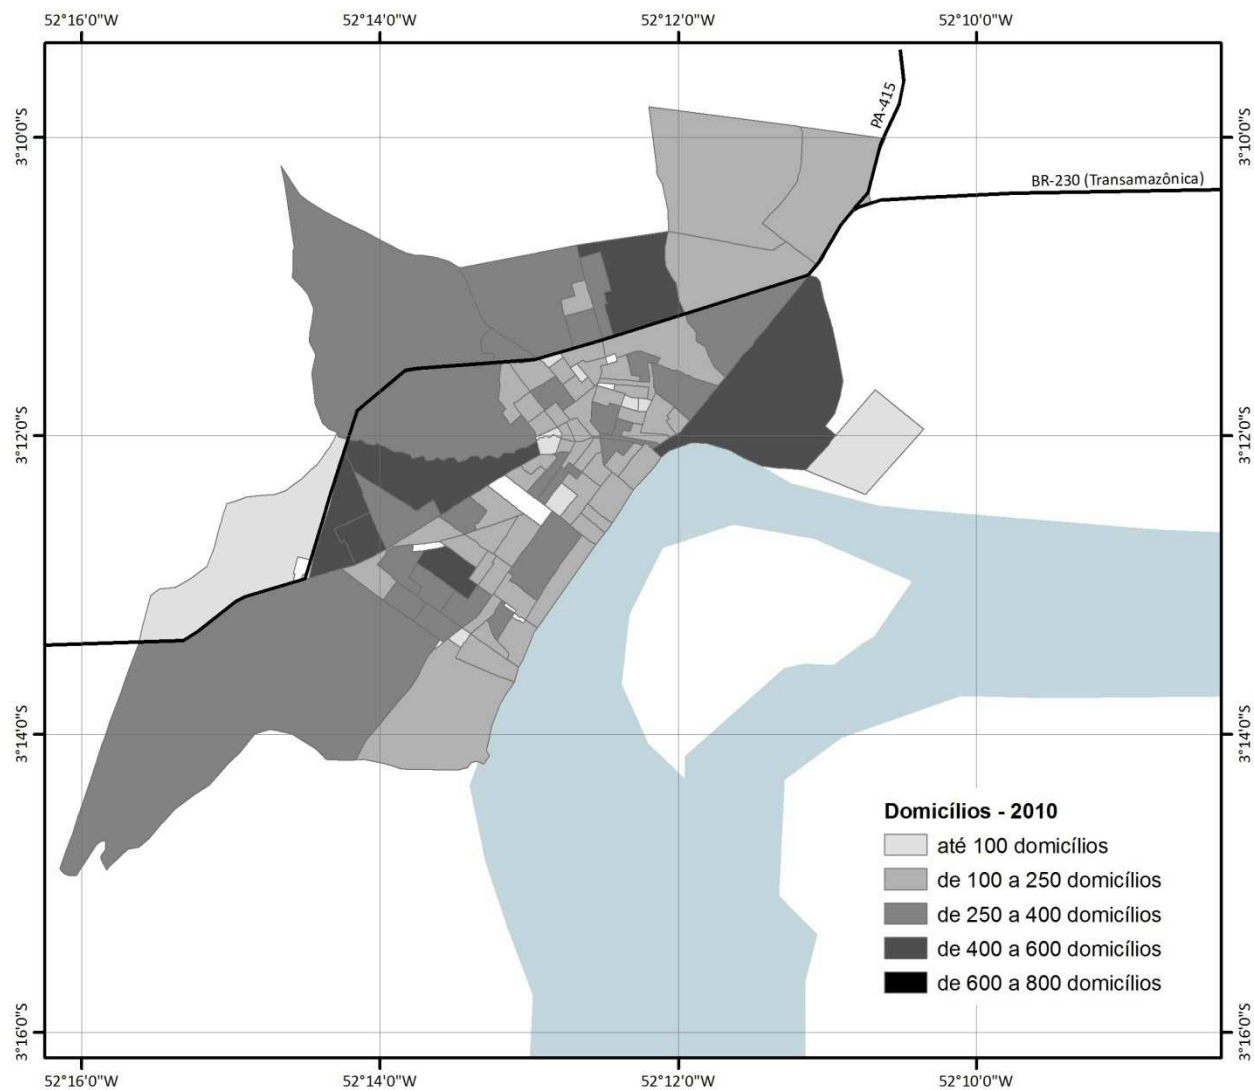 52°16'0"W
52°14'0"W
52°12'0"W
52°10'0"W
3°10'0"S
3°10'0"S
PA-415
BR-230 (Transamazônica)
3°12'0"S
3°12'0"S
3°14'0"S
3°14'0"S
Domicílios - 2010
até 100 domicílios
de 100 a 250 domicílios
de 250 a 400 domicílios
de 400 a 600 domicílios
de 600 a 800 domicílios
3°16'0"S
3°16'0"S
52°16'0"W
52°14'0"W
52°12'0"W
52°10'0"W